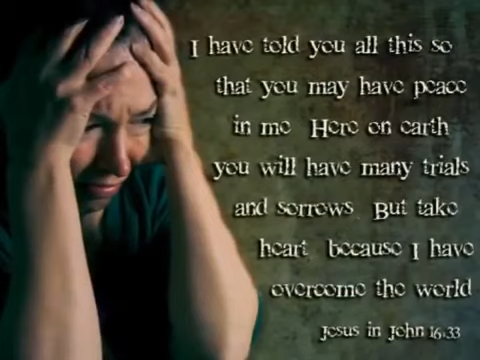 I have told you all this so
that you may have peace
in me Here on earth
you will have many trials
and sorrows But take
heart because I have
overcome the world
Jesus in John 16:33